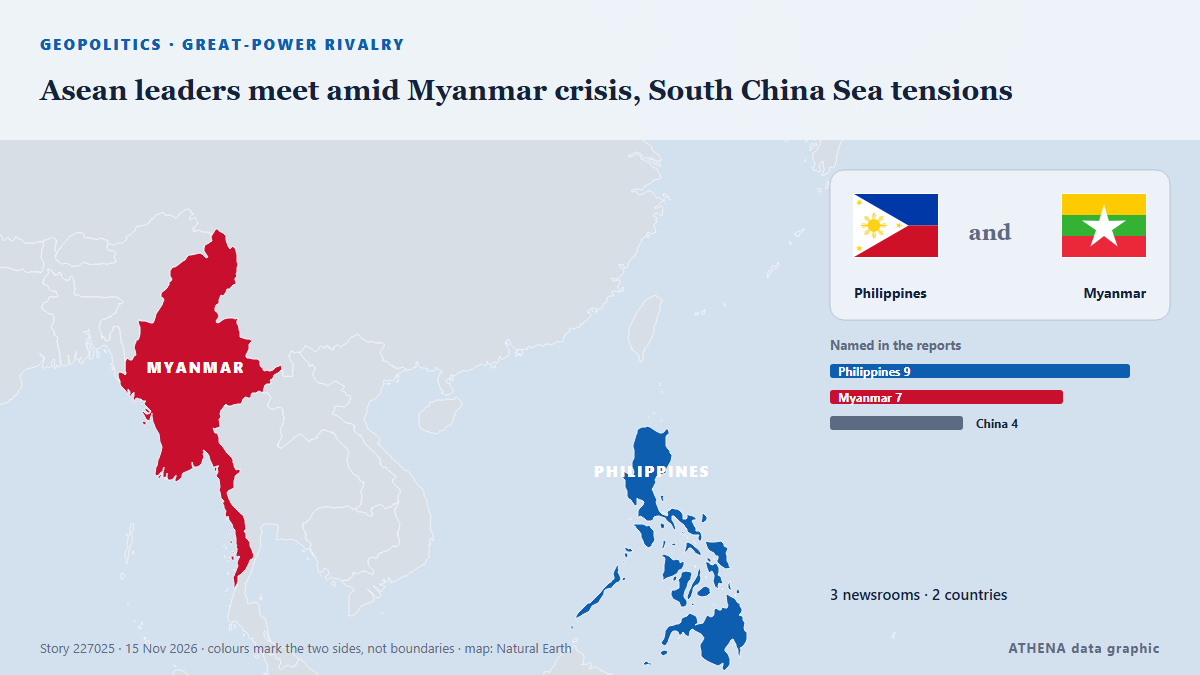 GEOPOLITICS · GREAT-POWER RIVALRY
Asean leaders meet amid Myanmar crisis, South China Sea tensions
and
Philippines
Myanmar
Named in the reports
Philippines 9
Myanmar 7
China 4
MYANMAR
PHILIPPINES
3 newsrooms · 2 countries
Story 227025 · 15 Nov 2026 · colours mark the two sides, not boundaries · map: Natural Earth
ATHENA data graphic